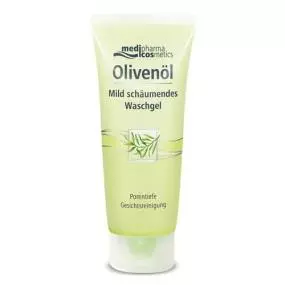 medipharma
cosmetics
Olivenöl
Mild schäumendes
Waschgel
Porentiefe
Gesichtsreinigung